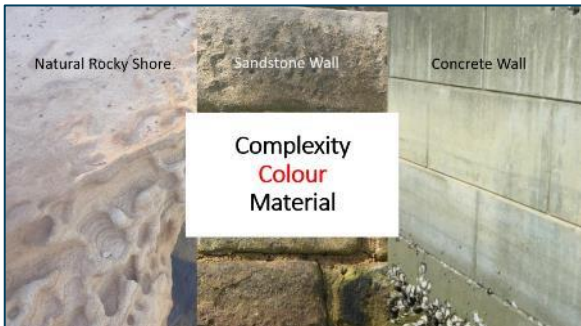 Natural Rocky Shore
Sandstone Wall
Concrete Wall
Complexity
Colour
Material